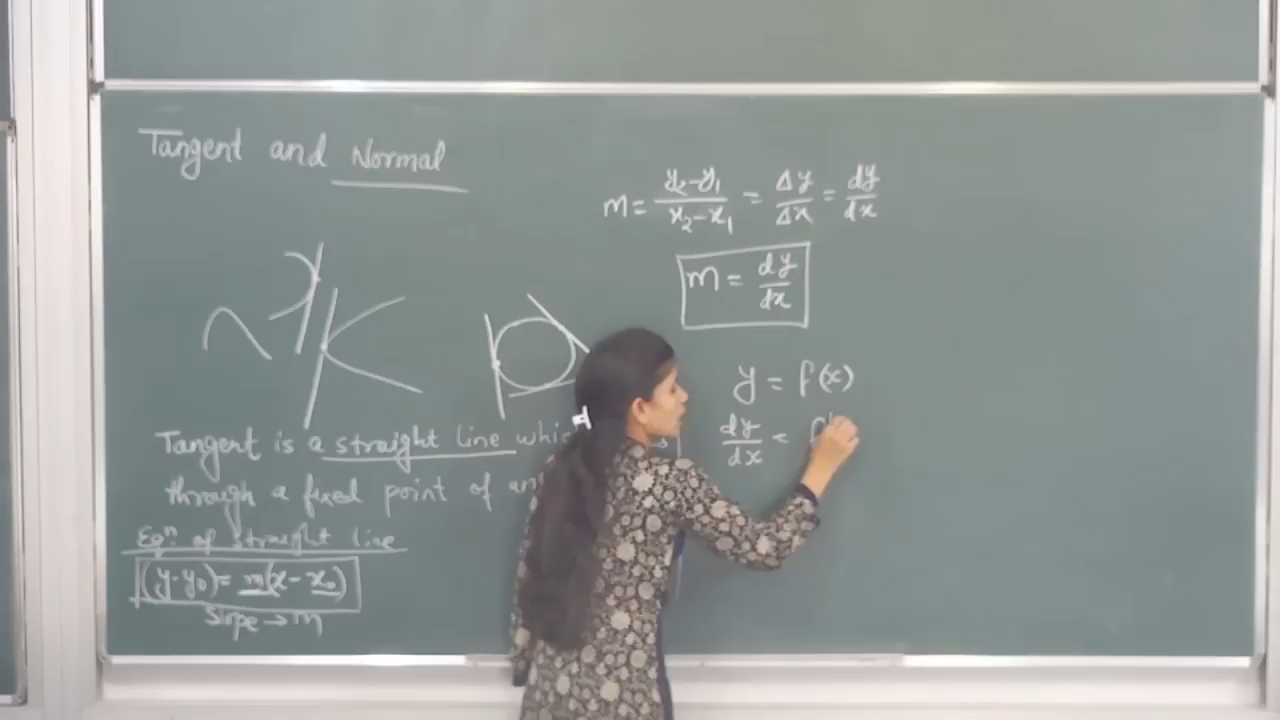 Tangent and Normal
Tangent is a straight line whic
through a fixed point of an
Eqn. of straight line
(y-y0) = m(x-x0)
Slope → m
m = y2-y1/x2-x1 = Δy/Δx = dy/dx
m = dy/dx
y = f(x)
dy/dx =